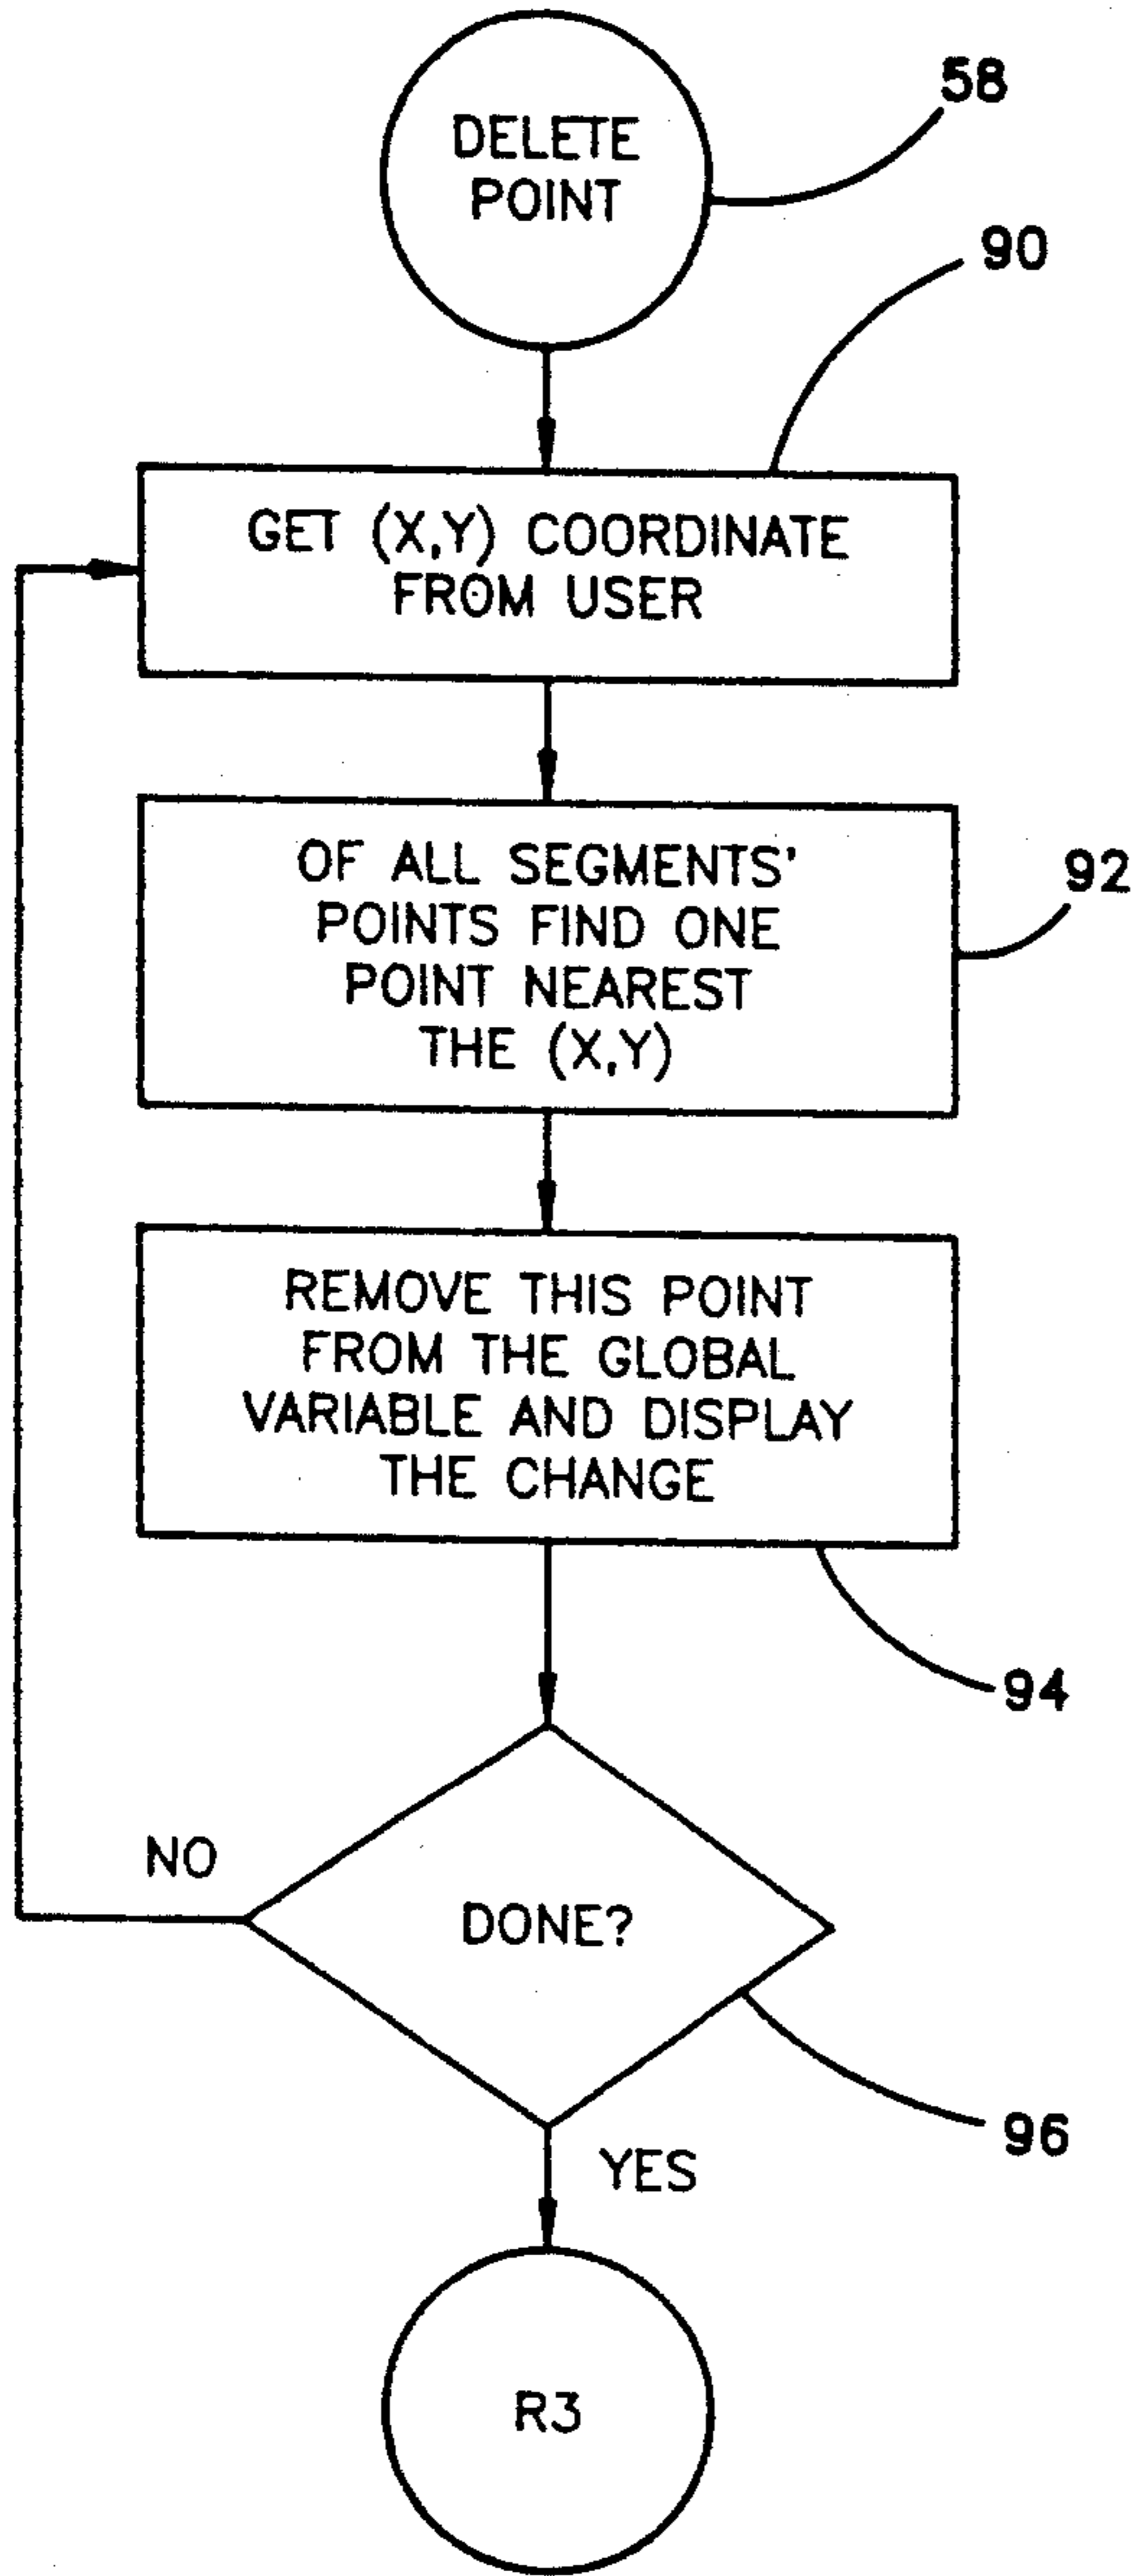 58
DELETE
POINT
90
GET (X,Y) COORDINATE
FROM USER
OF ALL SEGMENTS'
POINTS FIND ONE
POINT NEAREST
THE (X,Y)
92
REMOVE THIS POINT
FROM THE GLOBAL
VARIABLE AND DISPLAY
THE CHANGE
94
NO
DONE?
96
YES
R3